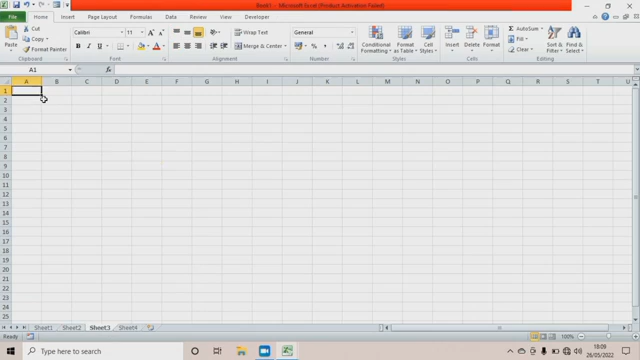 Book1 - Microsoft Excel (Product Activation Failed)
File Home Insert Page Layout Formulas Data Review View Developer
Paste Cut Copy Format Painter
Calibri 11
Wrap Text
Merge & Center
General
Conditional Formatting Format as Table Cell Styles
Insert Delete Format
AutoSum Fill Clear
Sort & Filter Find & Select
Clipboard Font Alignment Number Styles Cells Editing
A1 fx
A B C D E F G H I J K L M N O P Q R S T U
1
2
3
4
5
6
7
8
9
10
11
12
13
14
15
16
17
18
19
20
21
22
23
24
25
Sheet1 Sheet2 Sheet3 Sheet4
Ready 100%
Type here to search
18:09
26/05/2022